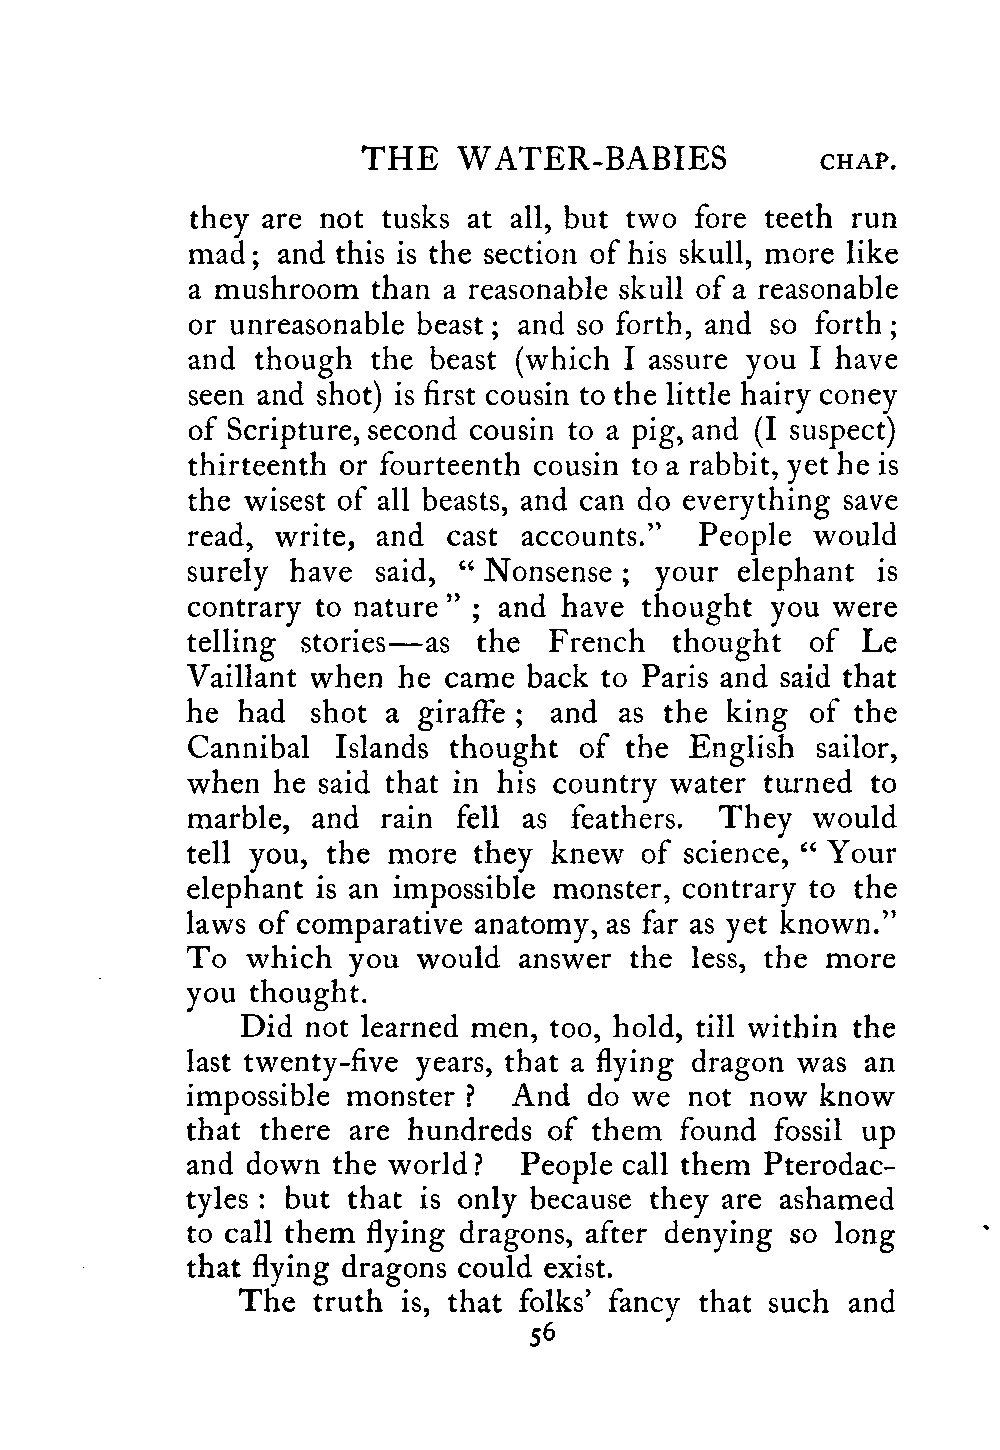 THE WATER-BABIES CHAP.
they are not tusks at all, but two fore teeth run
mad; and this is the section of his skull, more like
a mushroom than a reasonable skull of a reasonable
or unreasonable beast; and so forth, and so forth;
and though the beast (which I assure you I have
seen and shot) is first cousin to the little hairy coney
of Scripture, second cousin to a pig, and (I suspect)
thirteenth or fourteenth cousin to a rabbit, yet he is
the wisest of all beasts, and can do everything save
read, write, and cast accounts." People would
surely have said, "Nonsense; your elephant is
contrary to nature"; and have thought you were
telling stories—as the French thought of Le
Vaillant when he came back to Paris and said that
he had shot a giraffe; and as the king of the
Cannibal Islands thought of the English sailor,
when he said that in his country water turned to
marble, and rain fell as feathers. They would
tell you, the more they knew of science, "Your
elephant is an impossible monster, contrary to the
laws of comparative anatomy, as far as yet known."
To which you would answer the less, the more
you thought.
Did not learned men, too, hold, till within the
last twenty-five years, that a flying dragon was an
impossible monster? And do we not now know
that there are hundreds of them found fossil up
and down the world? People call them Pterodac-
tyles: but that is only because they are ashamed
to call them flying dragons, after denying so long
that flying dragons could exist.
The truth is, that folks' fancy that such and
56